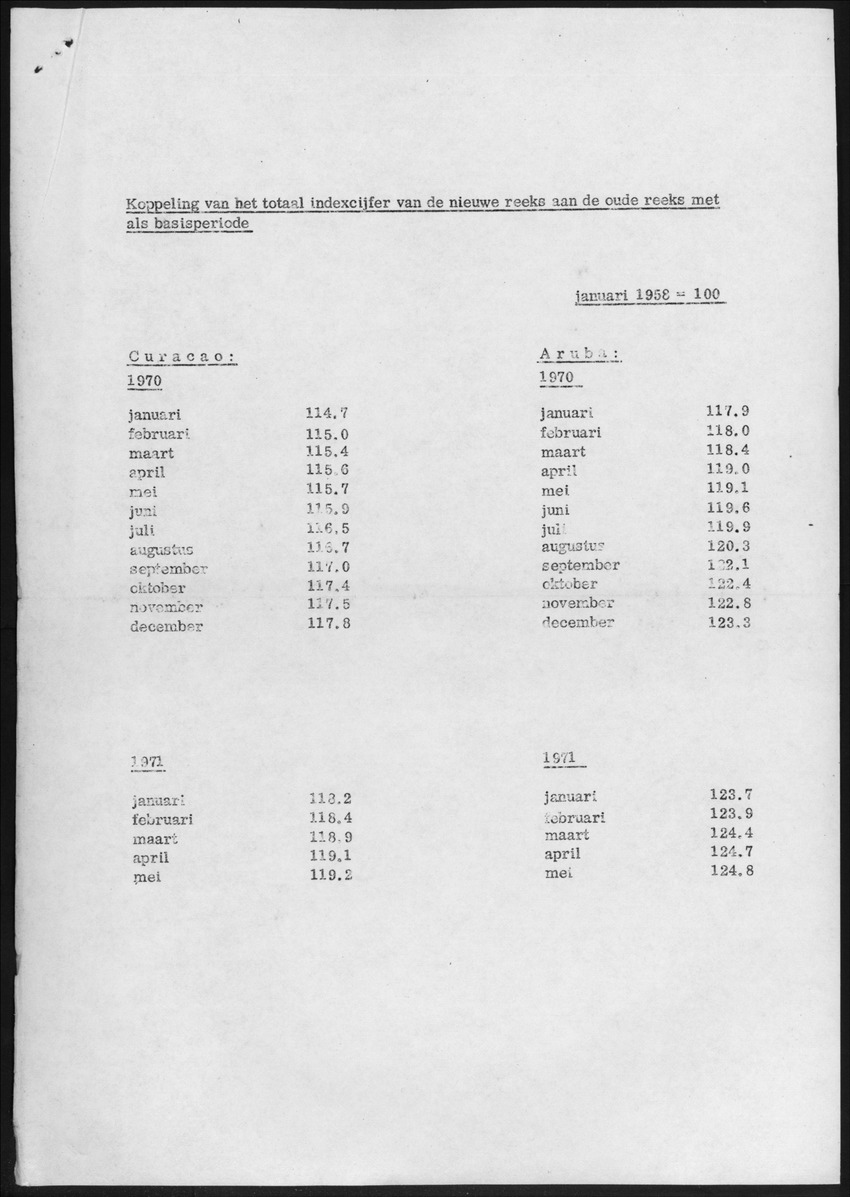 Koppeling van het totaal indexcijfer van de nieuwe reeks aan de oude reeks met
als basisperiode
januari 1958 = 100
Curacao:
1970
januari 114.7
februari 115.0
maart 115.4
april 115.6
mei 115.7
juni 115.9
juli 116.5
augustus 116.7
september 117.0
oktober 117.4
november 117.5
december 117.8
1971
januari 118.2
februari 118.4
maart 118.9
april 119.1
mei 119.2
Aruba:
1970
januari 117.9
februari 118.0
maart 118.4
april 119.0
mei 119.1
juni 119.6
juli 119.9
augustus 120.3
september 122.1
oktober 122.4
november 122.8
december 123.3
1971
januari 123.7
februari 123.9
maart 124.4
april 124.7
mei 124.8